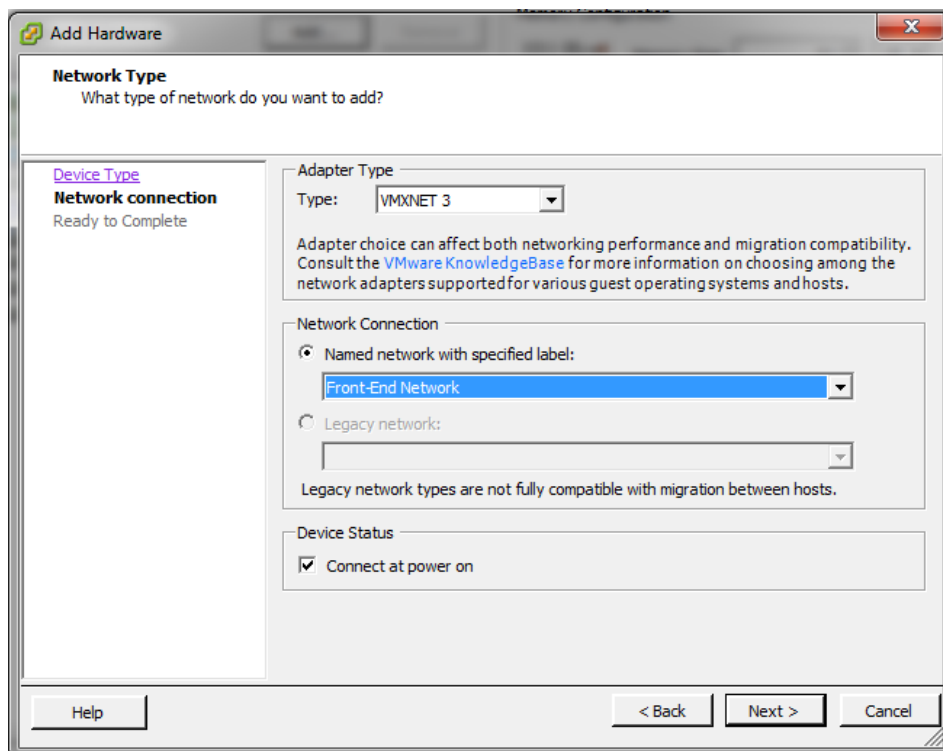 Add Hardware
Network Type
What type of network do you want to add?
Device Type
Network connection
Ready to Complete
Adapter Type
Type: VMXNET 3
Adapter choice can affect both networking performance and migration compatibility.
Consult the VMware KnowledgeBase for more information on choosing among the
network adapters supported for various guest operating systems and hosts.
Network Connection
Named network with specified label:
Front-End Network
Legacy network:
Legacy network types are not fully compatible with migration between hosts.
Device Status
Connect at power on
Help
< Back
Next >
Cancel